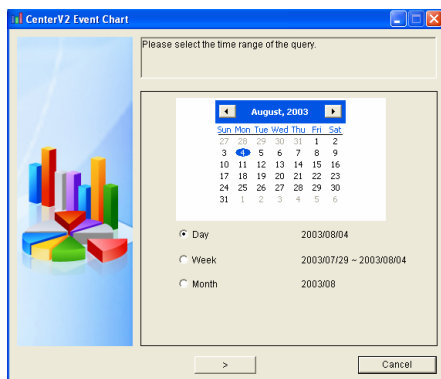 CenterV2 Event Chart
Please select the time range of the query.
August, 2003
Sun Mon Tue Wed Thu Fri Sat
27 28 29 30 31 1 2
3 4 5 6 7 8 9
10 11 12 13 14 15 16
17 18 19 20 21 22 23
24 25 26 27 28 29 30
31 1 2 3 4 5 6
Day 2003/08/04
Week 2003/07/29 ~ 2003/08/04
Month 2003/08
> Cancel